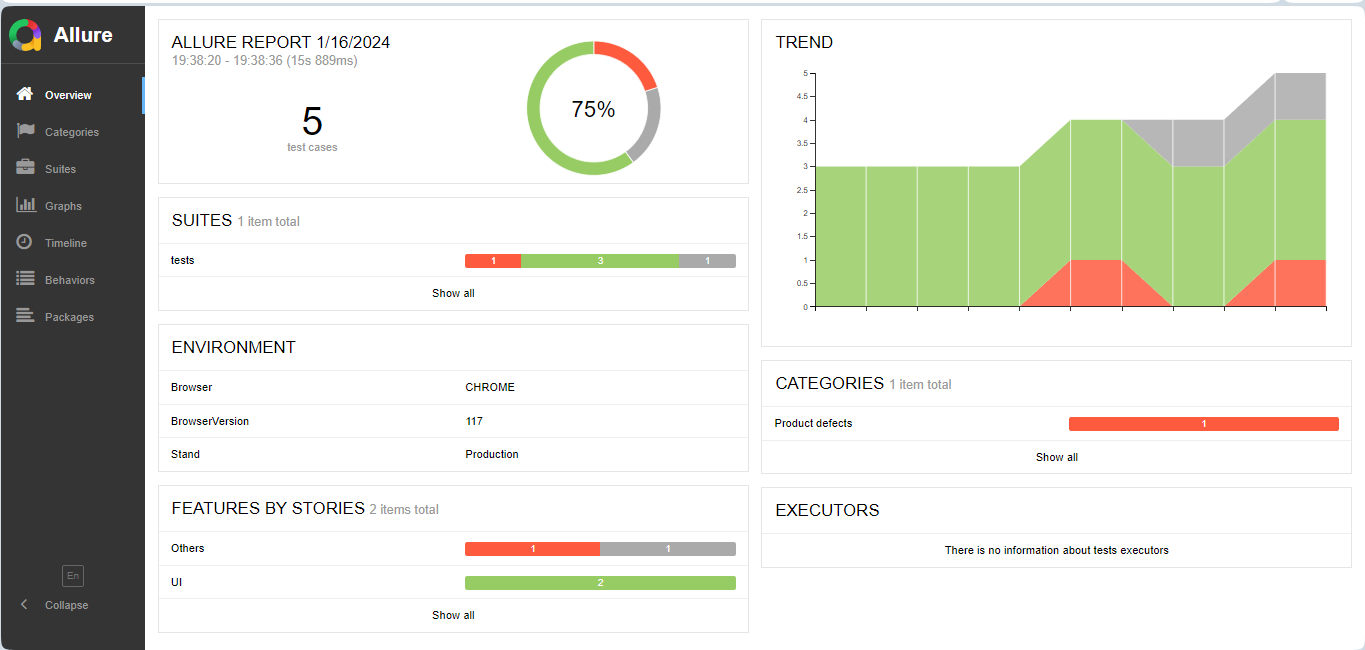 Allure
Overview
Categories
Suites
Graphs
Timeline
Behaviors
Packages
En
Collapse
ALLURE REPORT 1/16/2024
19:38:20 - 19:38:36 (15s 889ms)
5
test cases
75%
SUITES 1 item total
tests 1 3 1
Show all
ENVIRONMENT
Browser CHROME
BrowserVersion 117
Stand Production
FEATURES BY STORIES 2 items total
Others 1 1
UI 2
Show all
TREND
5
4.5
4
3.5
3
2.5
2
1.5
1
0.5
0
CATEGORIES 1 item total
Product defects 1
Show all
EXECUTORS
There is no information about tests executors